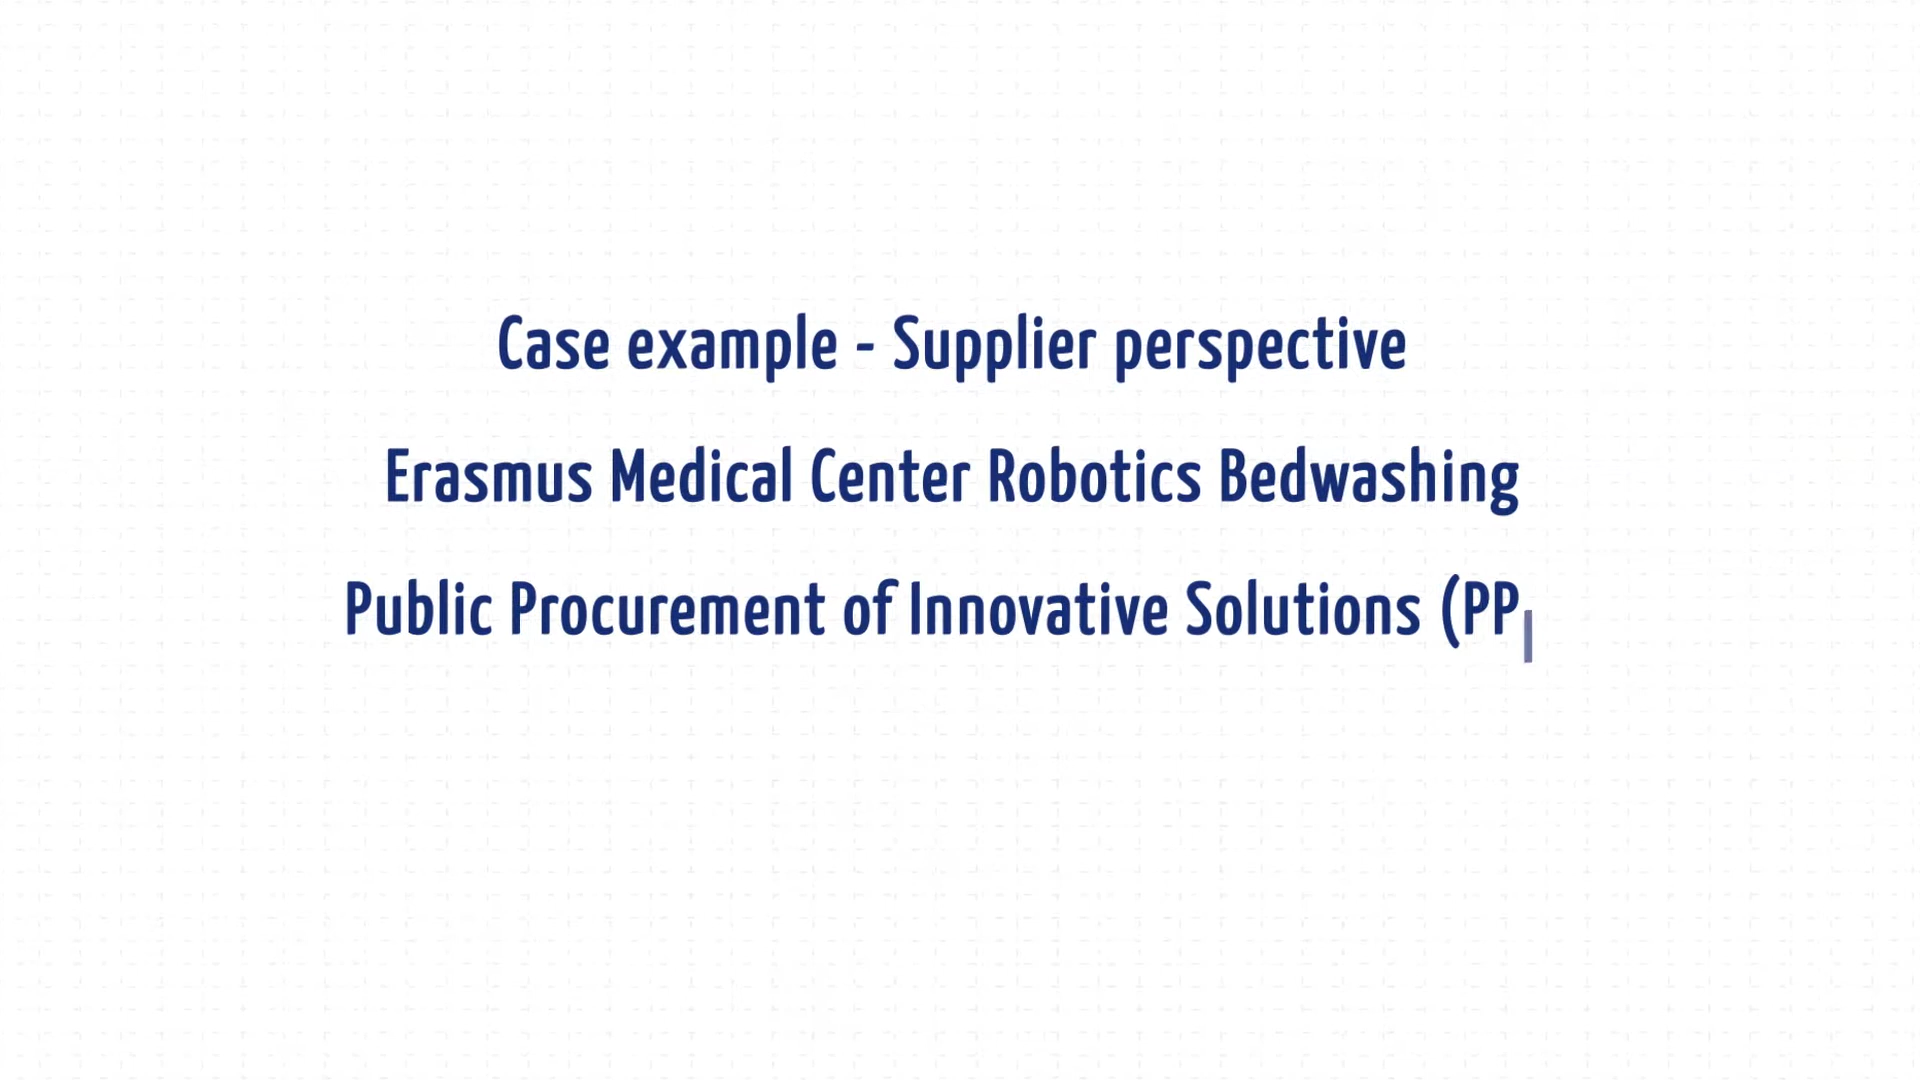 Case example - Supplier perspective
Erasmus Medical Center Robotics Bedwashing
Public Procurement of Innovative Solutions (PP